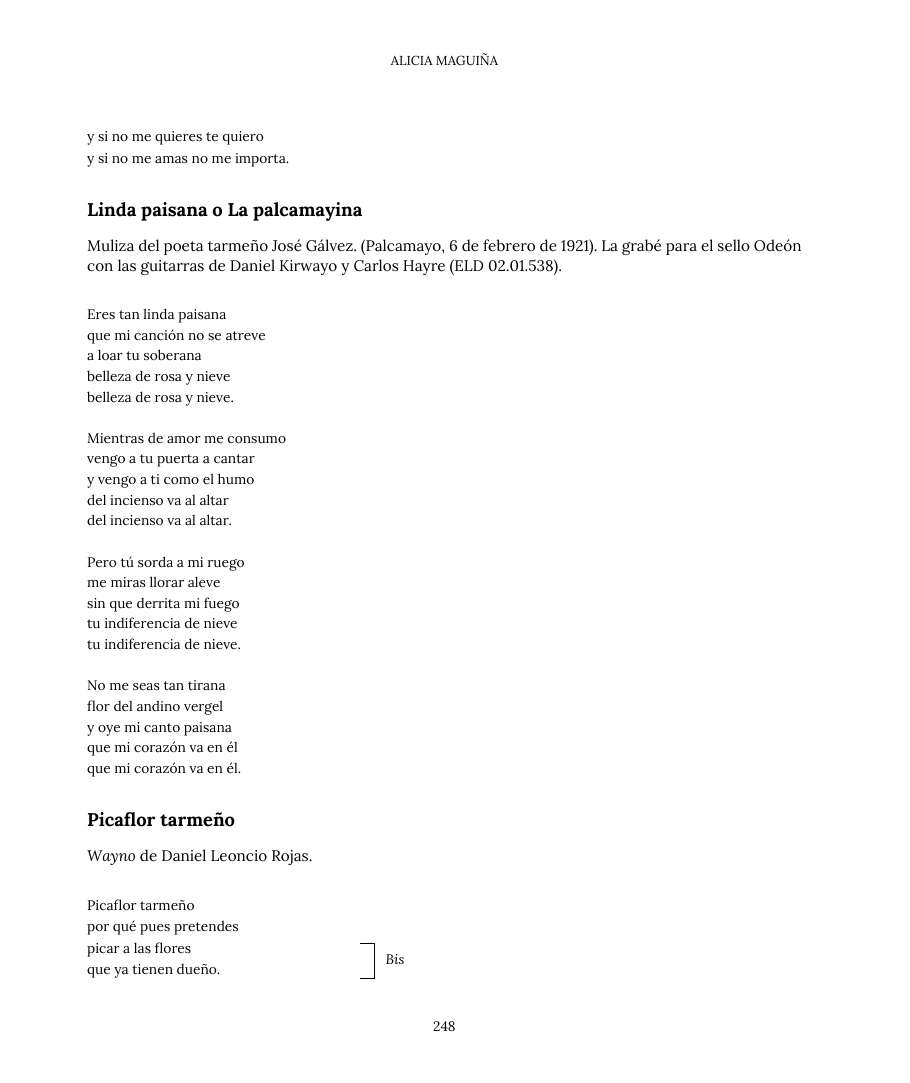 ALICIA MAGUIÑA
y si no me quieres te quiero
y si no me amas no me importa.
Linda paisana o La palcamayina
Muliza del poeta tarmeño José Gálvez. (Palcamayo, 6 de febrero de 1921). La grabé para el sello Odeón
con las guitarras de Daniel Kirwayo y Carlos Hayre (ELD 02.01.538).
Eres tan linda paisana
que mi canción no se atreve
a loar tu soberana
belleza de rosa y nieve
belleza de rosa y nieve.
Mientras de amor me consumo
vengo a tu puerta a cantar
y vengo a ti como el humo
del incienso va al altar
del incienso va al altar.
Pero tú sorda a mi ruego
me miras llorar aleve
sin que derrita mi fuego
tu indiferencia de nieve
tu indiferencia de nieve.
No me seas tan tirana
flor del andino vergel
y oye mi canto paisana
que mi corazón va en él
que mi corazón va en él.
Picaflor tarmeño
Wayno de Daniel Leoncio Rojas.
Picaflor tarmeño
por qué pues pretendes
picar a las flores
que ya tienen dueño.
Bis
248